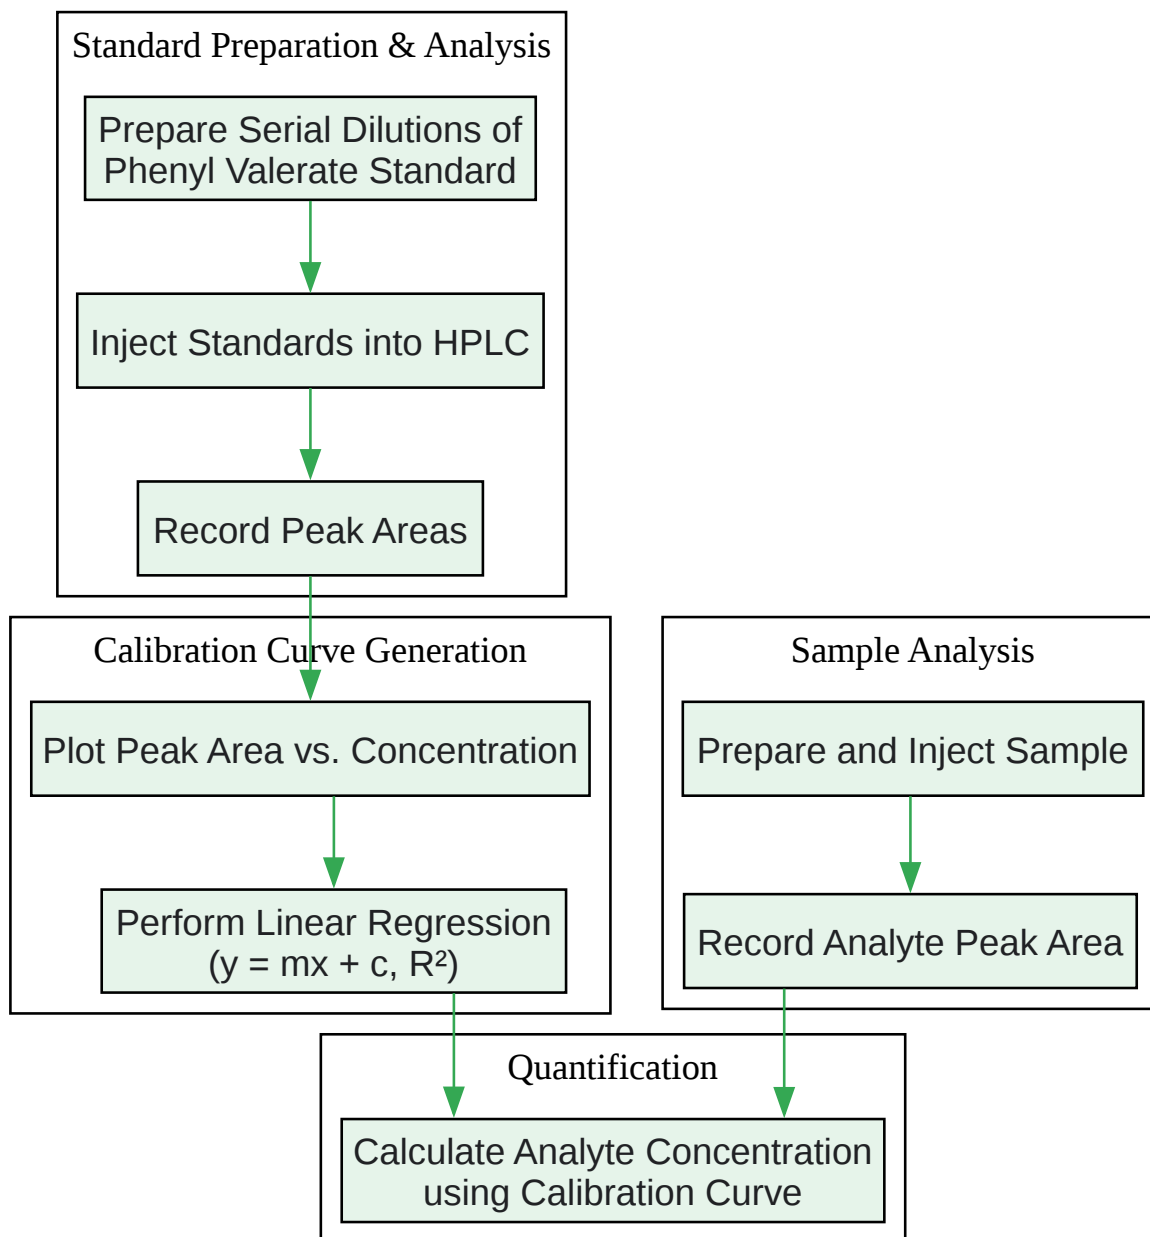 Standard Preparation & Analysis
Prepare Serial Dilutions of
Phenyl Valerate Standard
Inject Standards into HPLC
Record Peak Areas
Calibration Curve Generation
Plot Peak Area vs. Concentration
Perform Linear Regression
(y = mx + c, R²)
Sample Analysis
Prepare and Inject Sample
Record Analyte Peak Area
Quantification
Calculate Analyte Concentration
using Calibration Curve